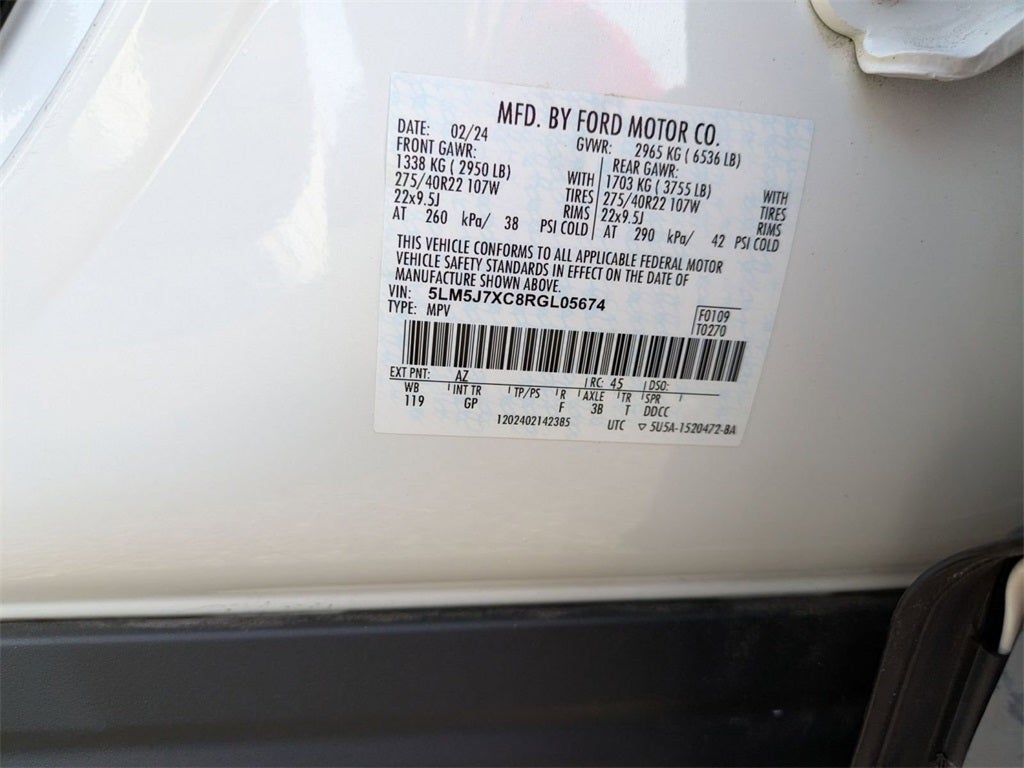 MFD. BY FORD MOTOR CO.
DATE: 02/24 GVWR: 2965 KG ( 6536 LB)
FRONT GAWR: REAR GAWR:
1338 KG ( 2950 LB) WITH 1703 KG ( 3755 LB) WITH
275/40R22 107W TIRES 275/40R22 107W TIRES
22x9.5J RIMS 22x9.5J RIMS
AT 260 kPa/ 38 PSI COLD AT 290 kPa/ 42 PSI COLD
THIS VEHICLE CONFORMS TO ALL APPLICABLE FEDERAL MOTOR
VEHICLE SAFETY STANDARDS IN EFFECT ON THE DATE OF
MANUFACTURE SHOWN ABOVE.
VIN: 5LM5J7XC8RGL05674
TYPE: MPV
F0109
T0270
EXT PNT: AZ RC: 45 DSO:
WB INT TR TP/PS R AXLE TR SPR
119 GP F 3B T DDCC
1202402142385 UTC ▽ 5U5A-1520472-BA